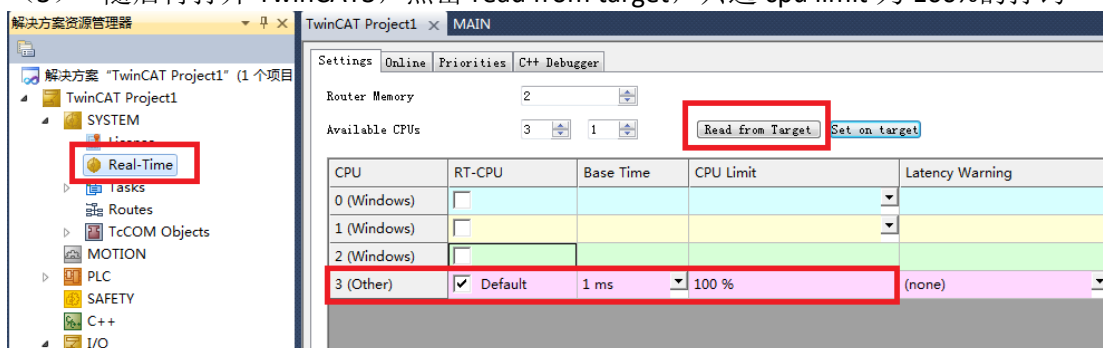 解决方案资源管理器
TwinCAT Project1 MAIN
解决方案 "TwinCAT Project1" (1 个项目
TwinCAT Project1
SYSTEM
Real-Time
Tasks
Routes
TcCOM Objects
MOTION
PLC
SAFETY
C++
I/O
Settings Online Priorities C++ Debugger
Router Memory 2
Available CPUs 3 1 Read from Target Set on target
CPU RT-CPU Base Time CPU Limit Latency Warning
0 (Windows)
1 (Windows)
2 (Windows)
3 (Other) Default 1 ms 100 % (none)